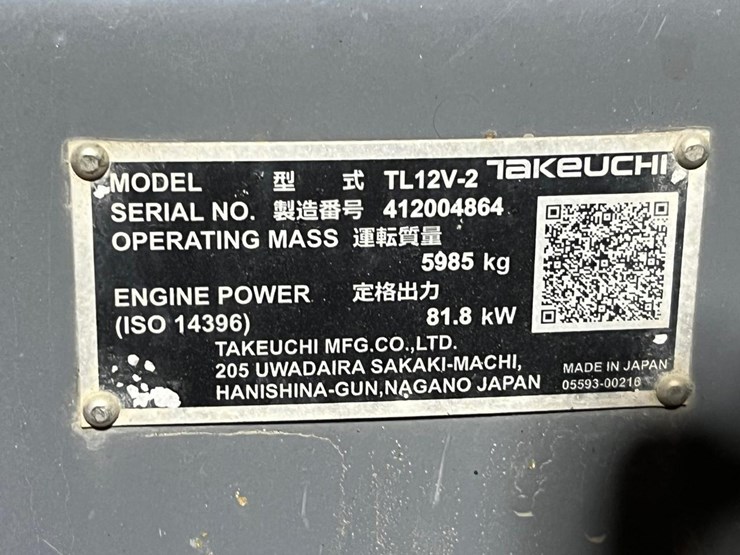 TAKEUCHI
MODEL 型 式 TL12V-2
SERIAL NO. 製造番号 412004864
OPERATING MASS 運転質量
5985 kg
ENGINE POWER 定格出力
(ISO 14396) 81.8 kW
TAKEUCHI MFG.CO.,LTD.
205 UWADAIRA SAKAKI-MACHI,
HANISHINA-GUN,NAGANO JAPAN
MADE IN JAPAN
05593-00216